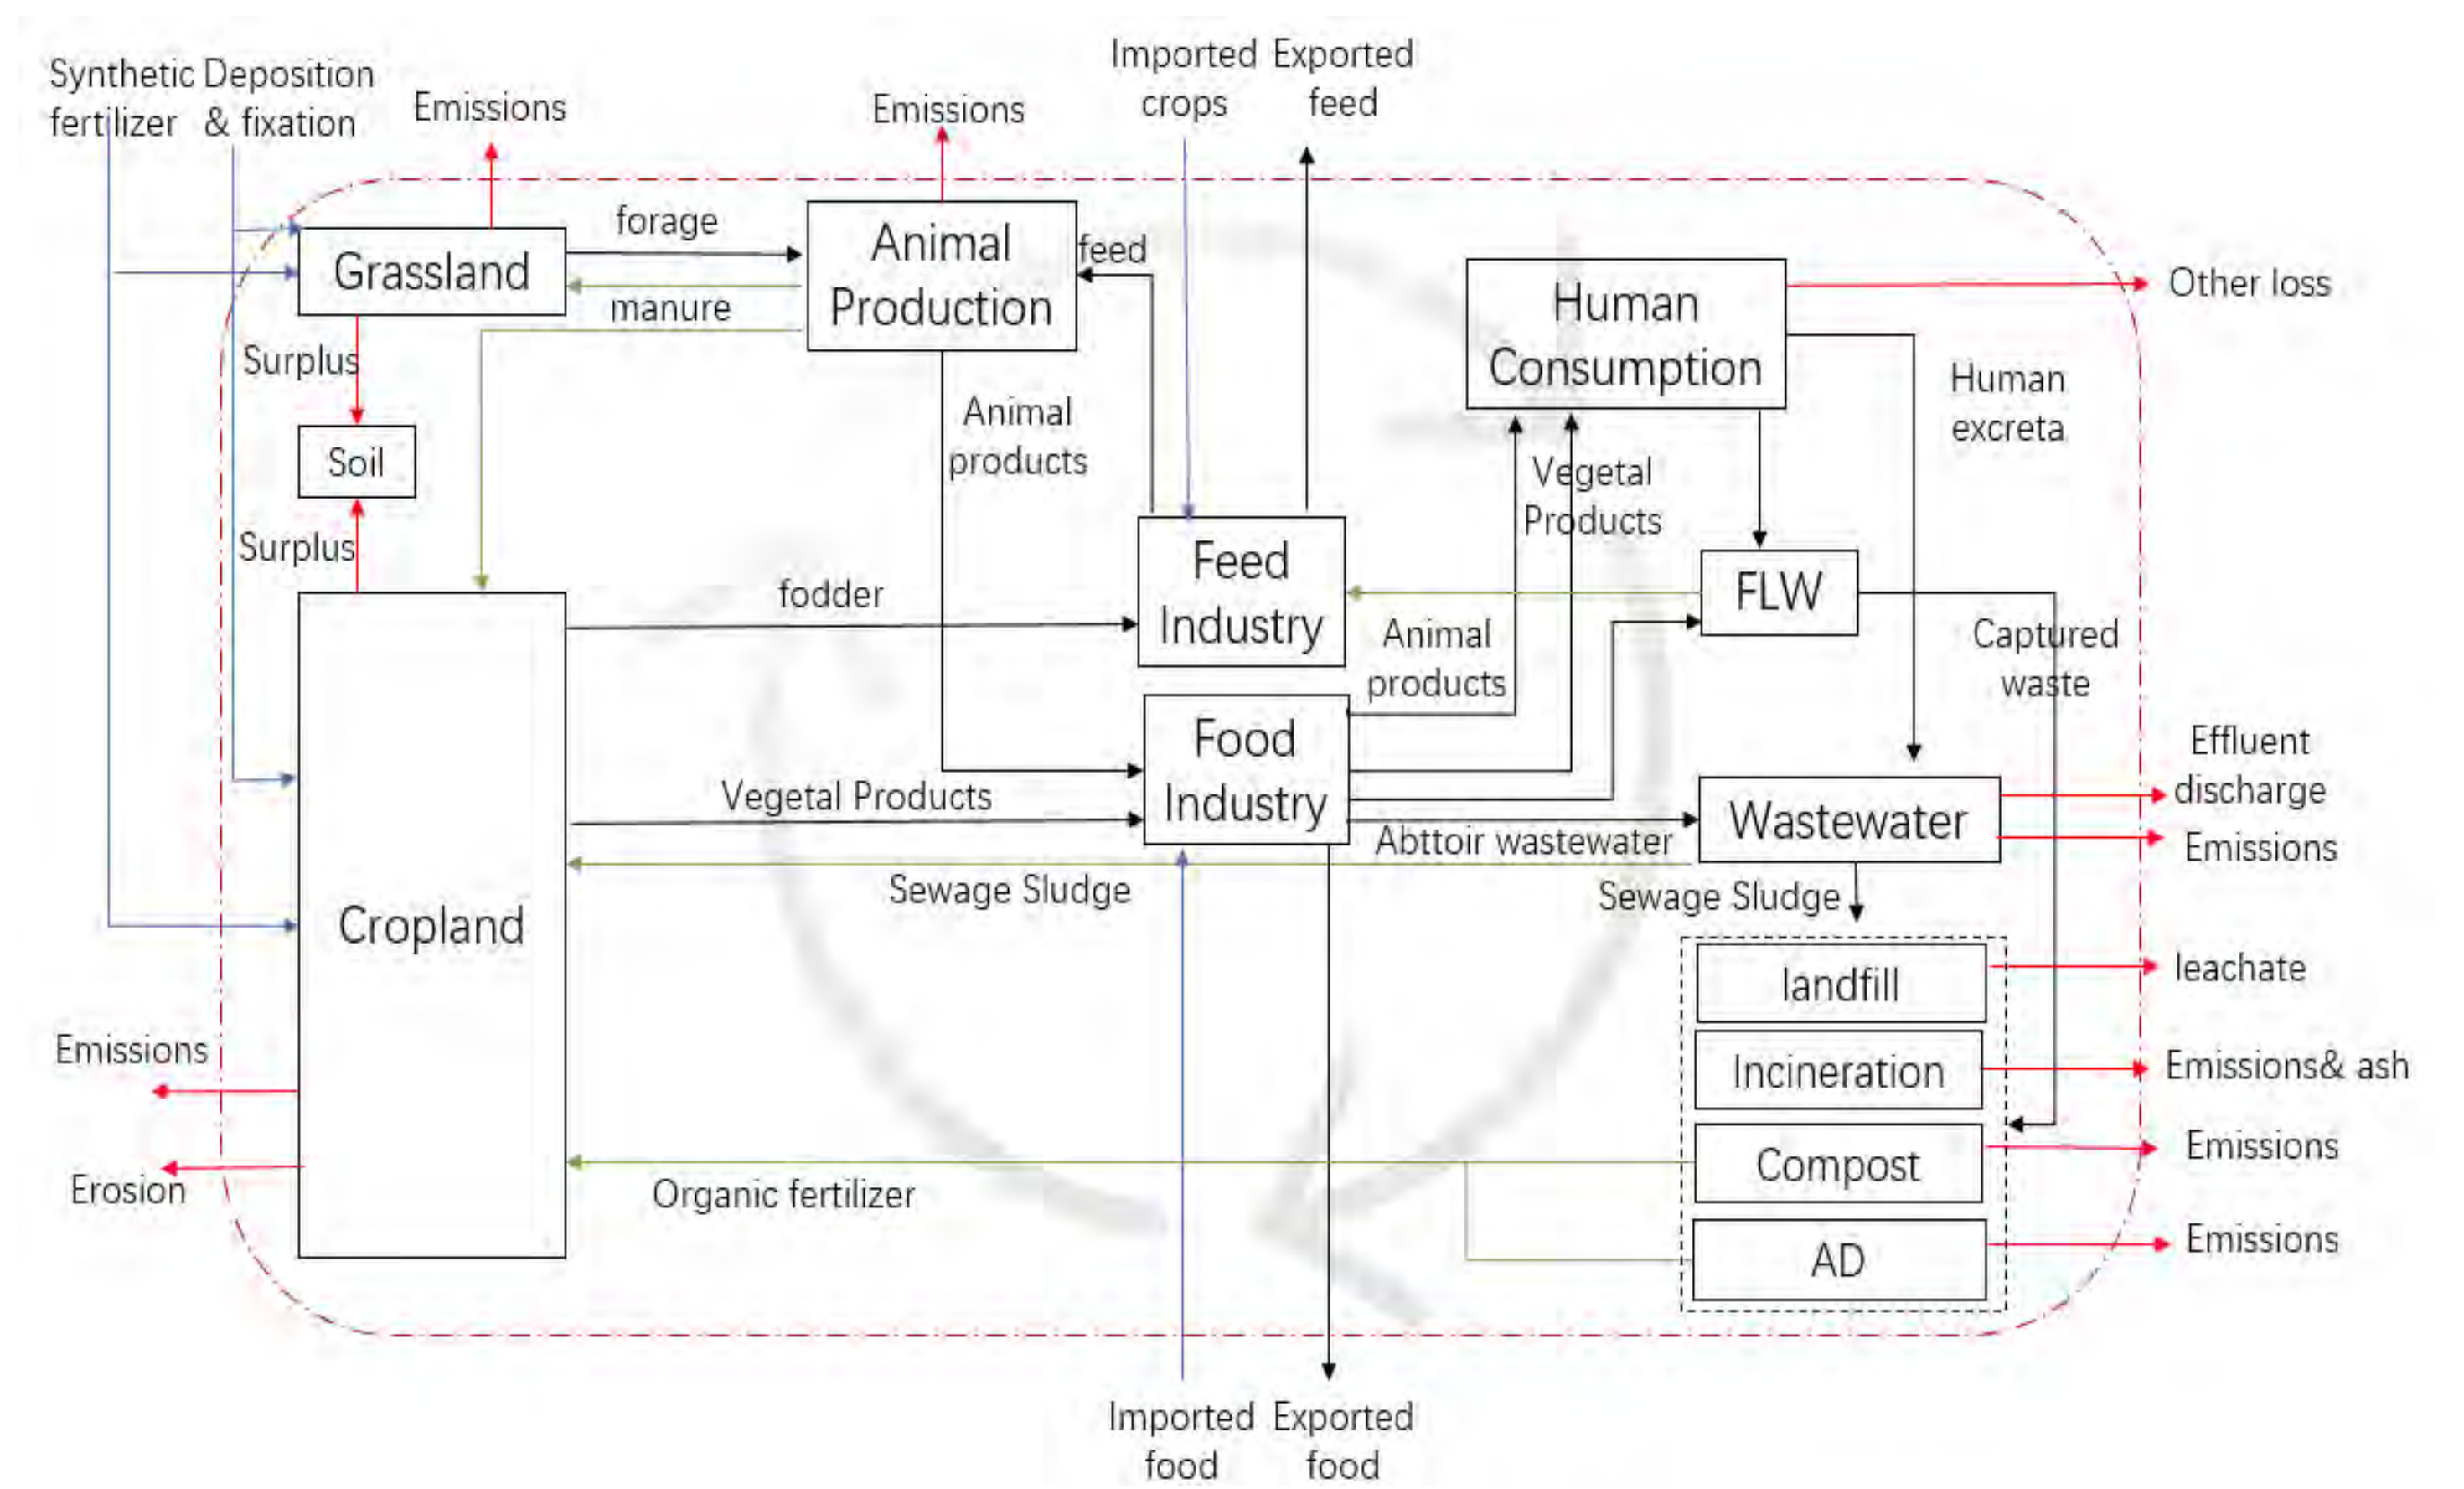 Imported Exported
crops feed
Synthetic Deposition
fertilizer & fixation
Emissions
Emissions
forage
Animal
Production
feed
Grassland
manure
Human
Consumption
Other loss
Surplus
Human
excreta
Animal
products
Soil
Vegetal
Products
Surplus
Feed
Industry
FLW
fodder
Animal
products
Captured
waste
Food
Industry
Effluent
discharge
Vegetal Products
Wastewater
Abttoir wastewater
Emissions
Sewage Sludge
Sewage Sludge
Cropland
landfill
leachate
Emissions
Incineration
Emissions& ash
Compost
Emissions
Erosion
Organic fertilizer
AD
Emissions
Imported Exported
food food